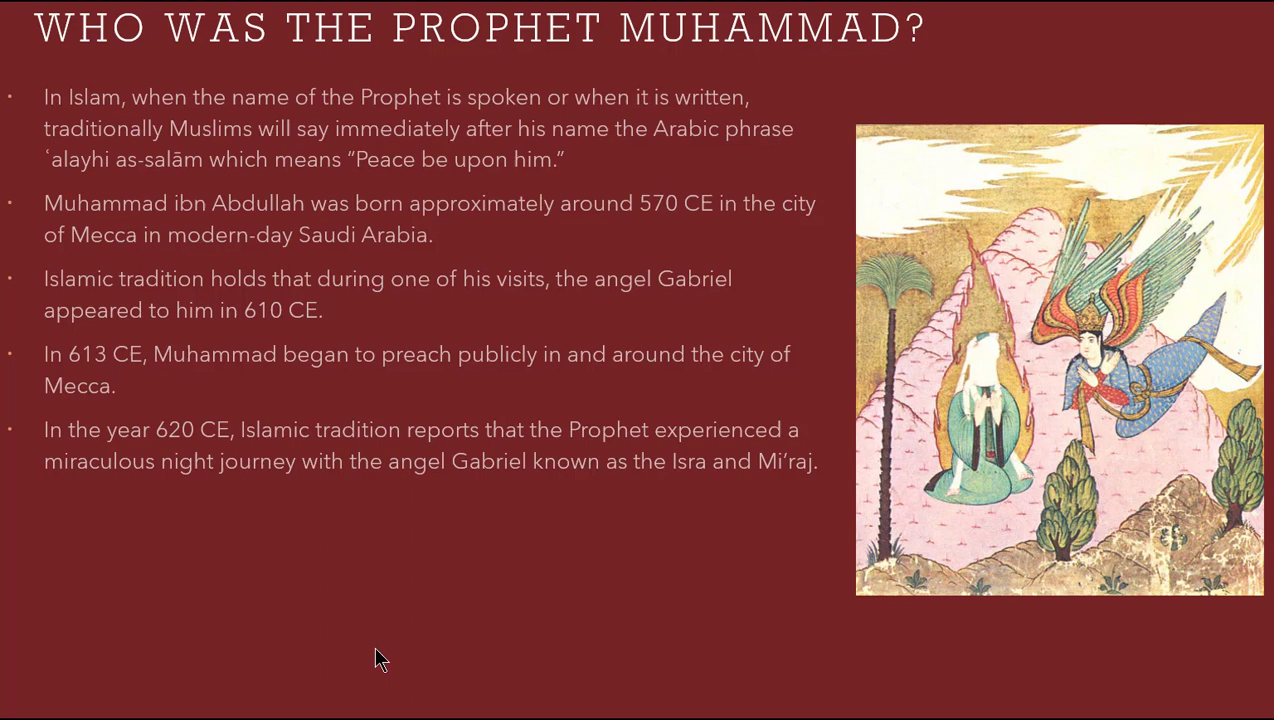 WHO WAS THE PROPHET MUHAMMAD?
• In Islam, when the name of the Prophet is spoken or when it is written,
traditionally Muslims will say immediately after his name the Arabic phrase
ʿalayhi as-salām which means “Peace be upon him.”
• Muhammad ibn Abdullah was born approximately around 570 CE in the city
of Mecca in modern-day Saudi Arabia.
• Islamic tradition holds that during one of his visits, the angel Gabriel
appeared to him in 610 CE.
• In 613 CE, Muhammad began to preach publicly in and around the city of
Mecca.
• In the year 620 CE, Islamic tradition reports that the Prophet experienced a
miraculous night journey with the angel Gabriel known as the Isra and Mi’raj.